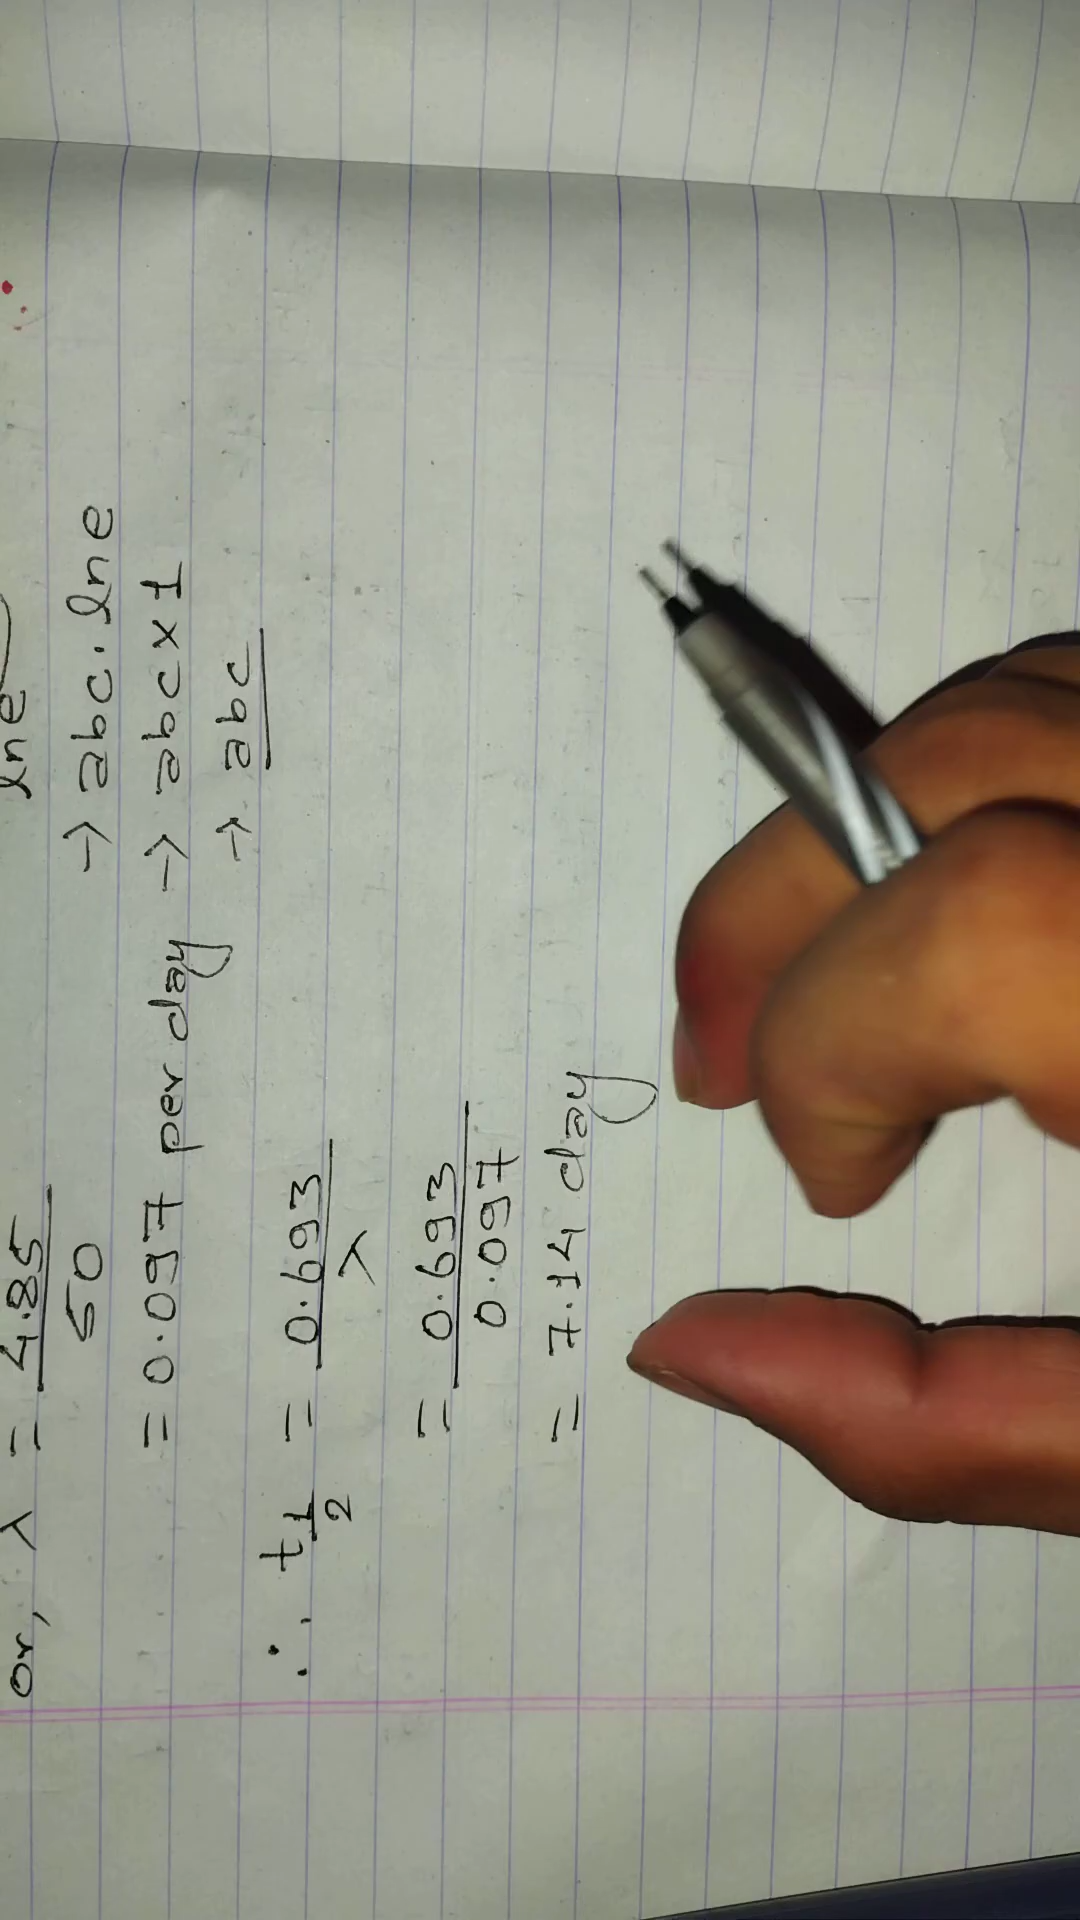 lne
or, λ = 4.85
50
→ abc. lne
= 0.097 per day → abc x 1
→ abc
∴ t 1/2 = 0.693
λ
= 0.693
0.097
= 7.14 day